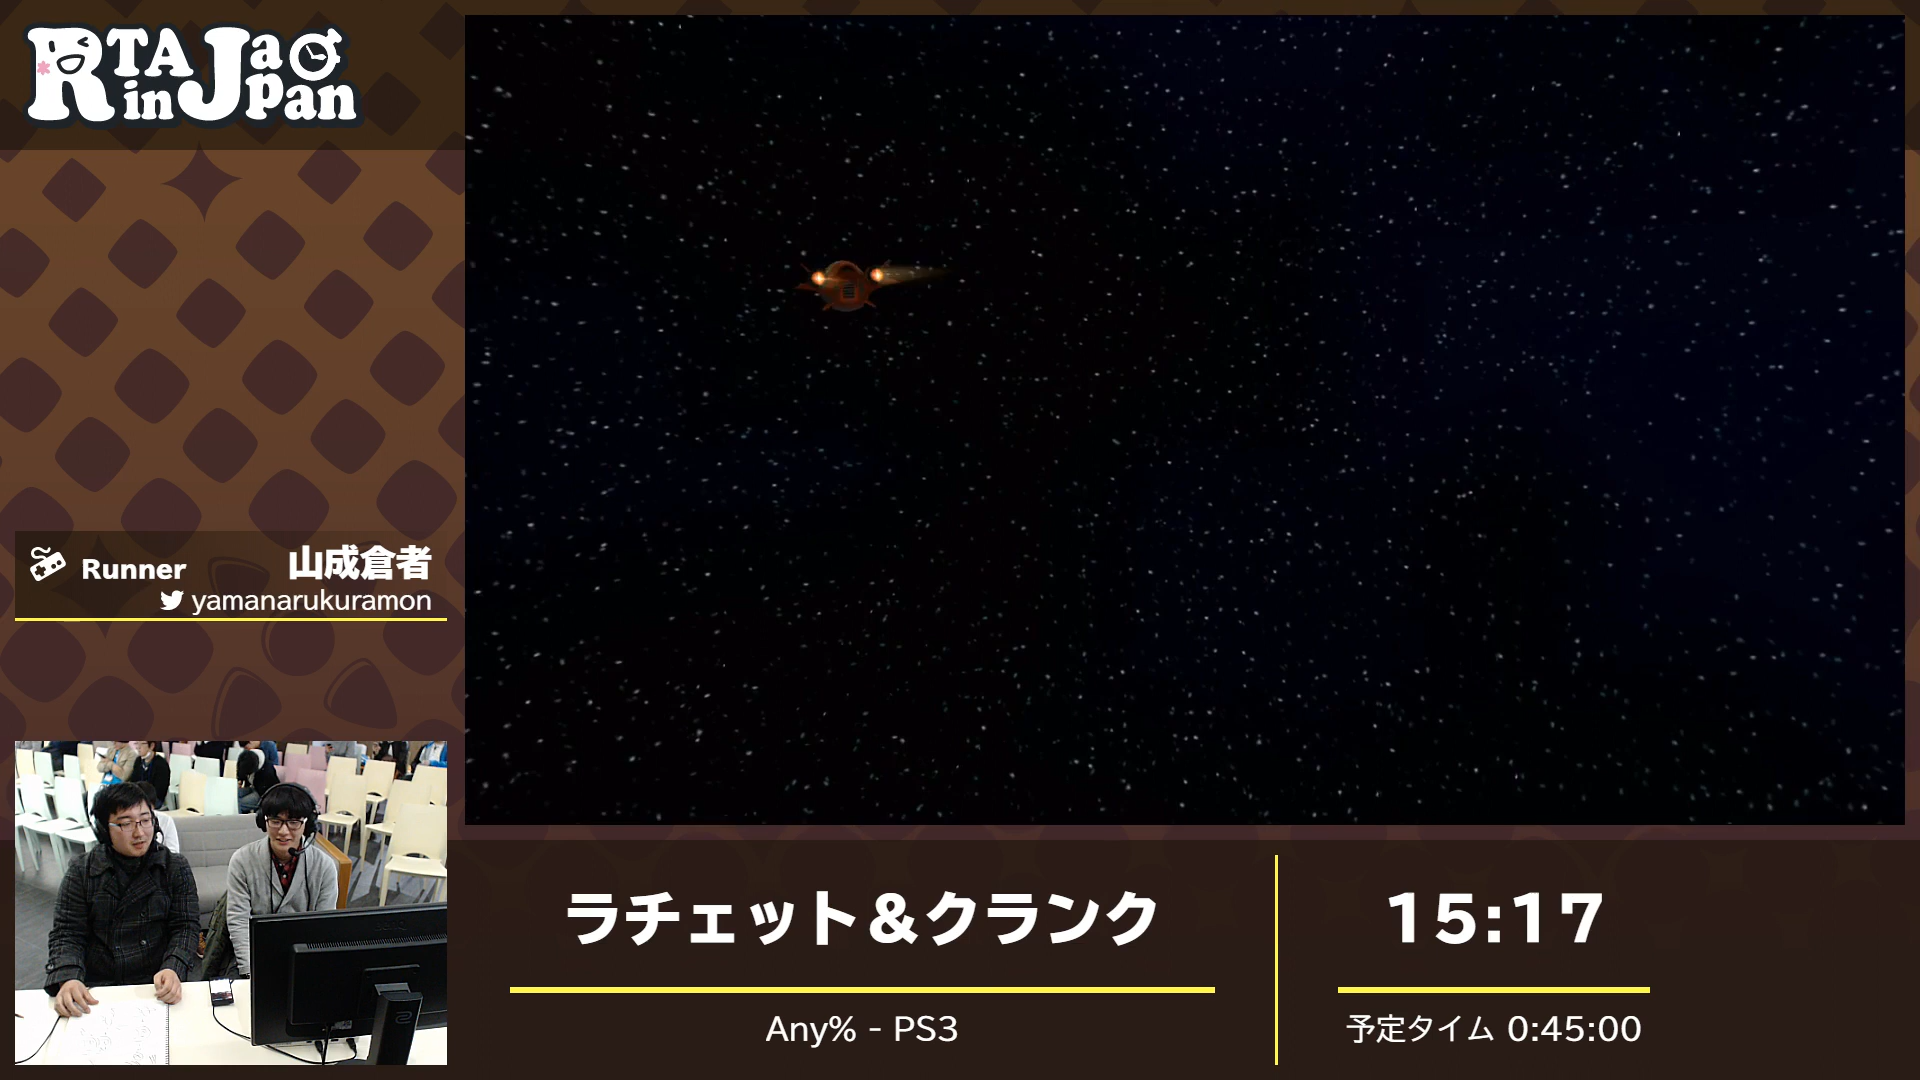 RTA in Japan
Runner 山成倉者
yamanarukuramon
ラチェット＆クランク
Any% - PS3
15:17
予定タイム 0:45:00